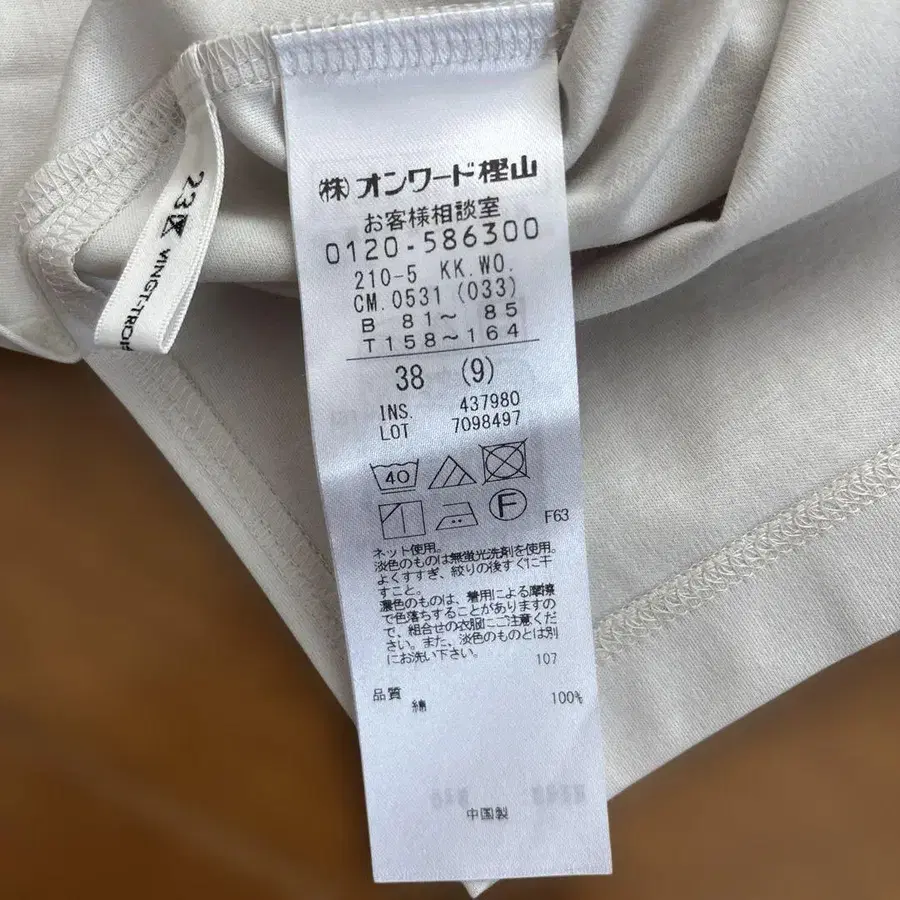 ㈱オンワード樫山
お客様相談室
0120-586300
210-5 KK.WO.
CM.0531 (033)
B 81～ 85
T158～164
38 (9)
INS. 437980
LOT 7098497
40
F
F63
ネット使用。
淡色のものは無蛍光洗剤を使用。
よくすすぎ、絞りの後すぐに干
すこと。
濃色のものは、着用による摩擦
で色落ちすることがありますの
で、組合せの衣服にご注意くだ
さい。また、淡色のものとは別
にお洗い下さい。
107
品質
綿 100%
中国製
23区 VINGT-TROI